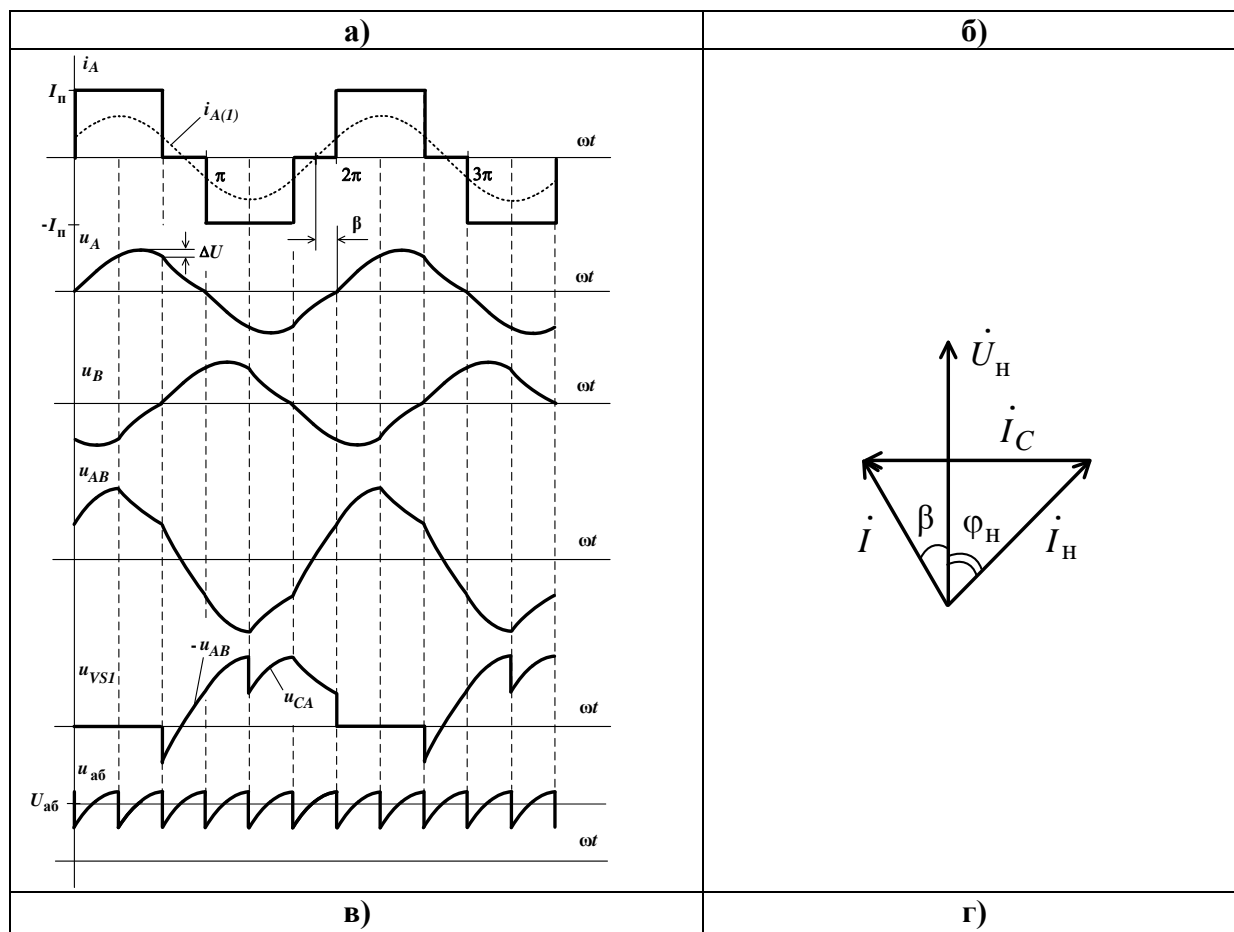 а) б)
i_A
I_п
i_A(1)
ωt
π 2π 3π
-I_п
β
u_A
ΔU
ωt
u_B
ωt
u_AB
ωt
-u_AB
u_VS1
u_CA
ωt
u_аб
U_аб
ωt
U̇_Н
İ_C
β φ_Н
İ İ_Н
в) г)